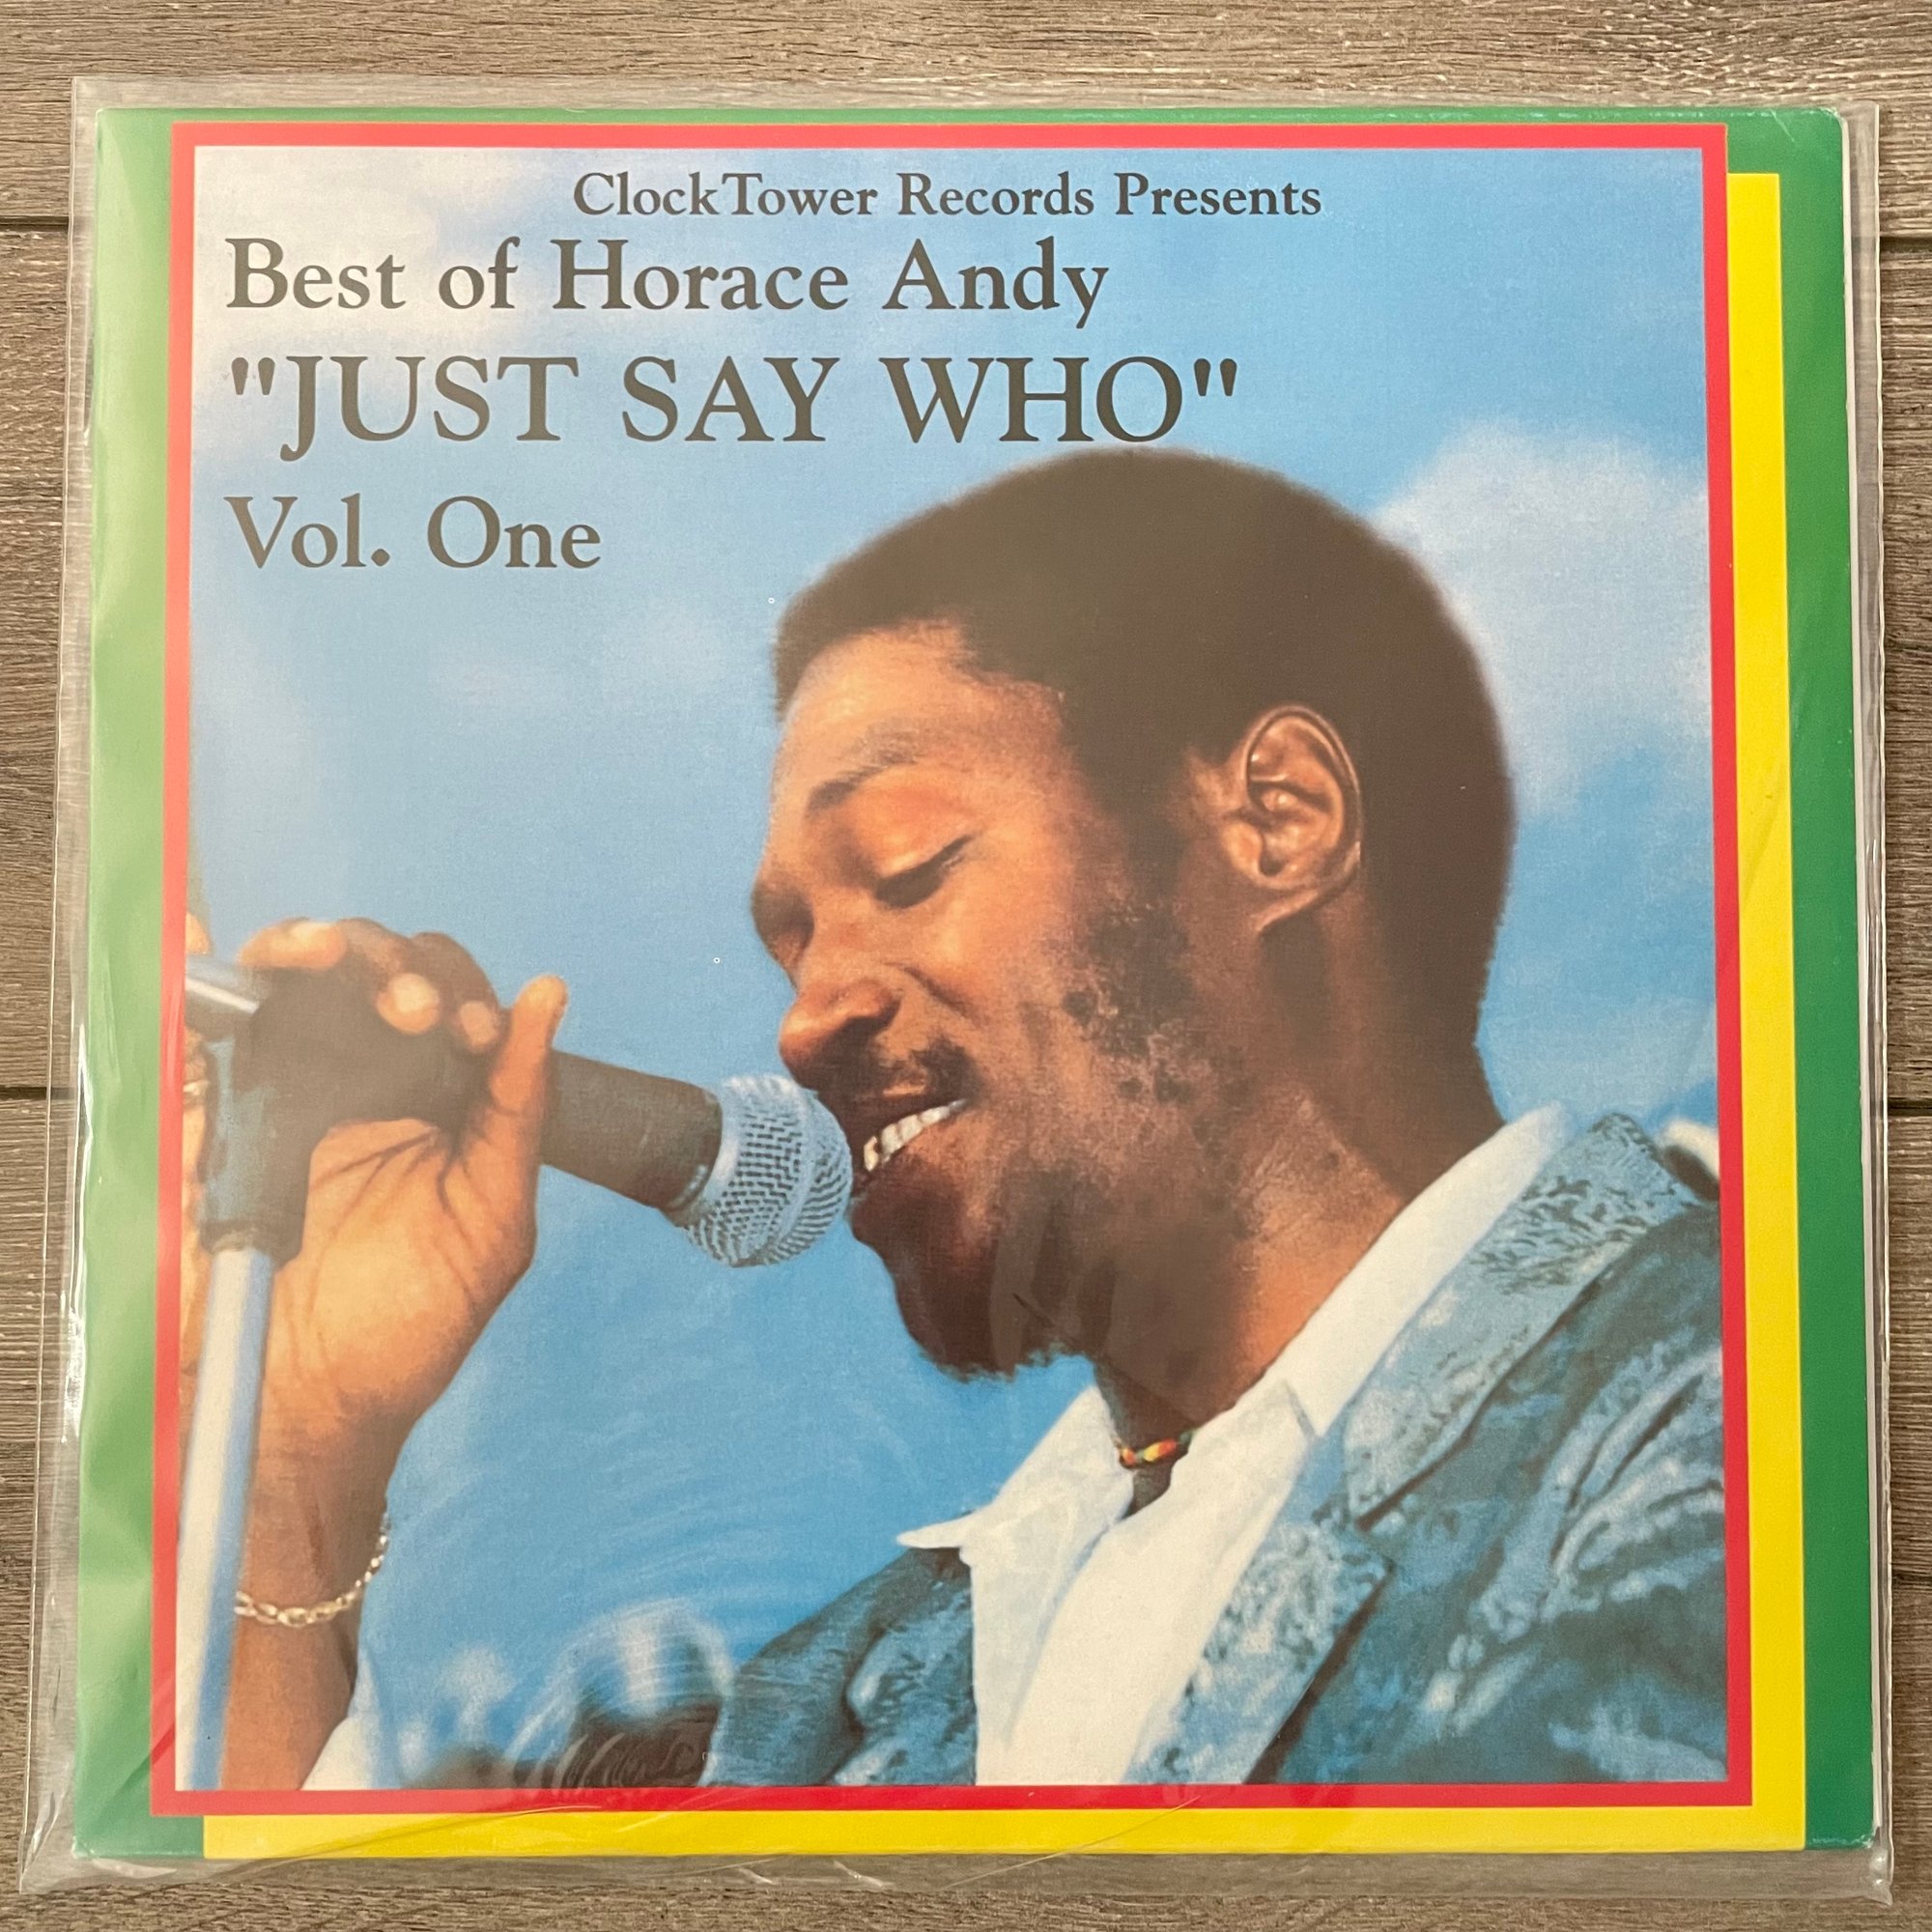 ClockTower Records Presents
Best of Horace Andy
"JUST SAY WHO"
Vol. One